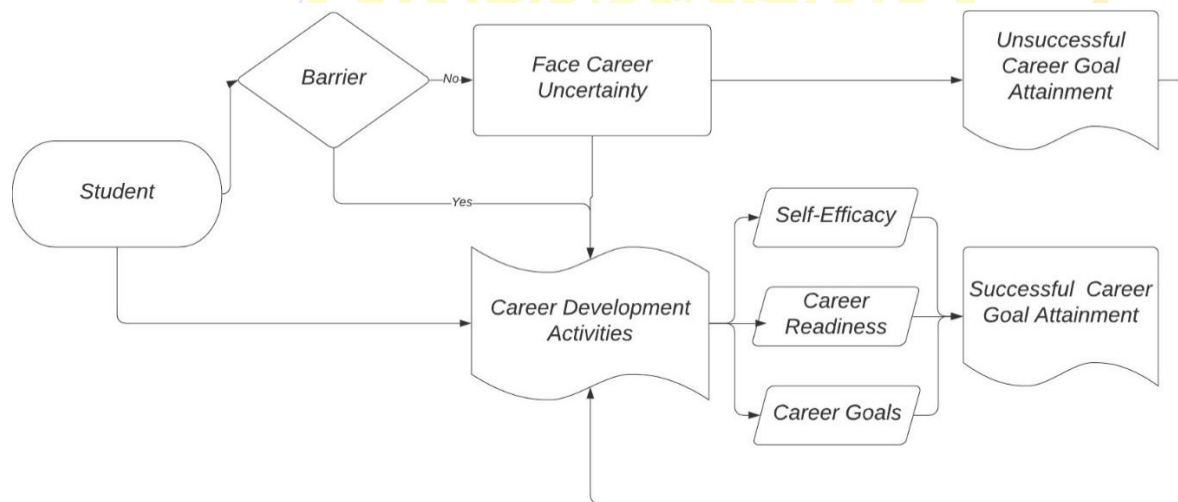 Barrier
No
Face Career
Uncertainty
Unsuccessful
Career Goal
Attainment
Student
Yes
Self-Efficacy
Career Development
Activities
Career
Readiness
Successful Career
Goal Attainment
Career Goals